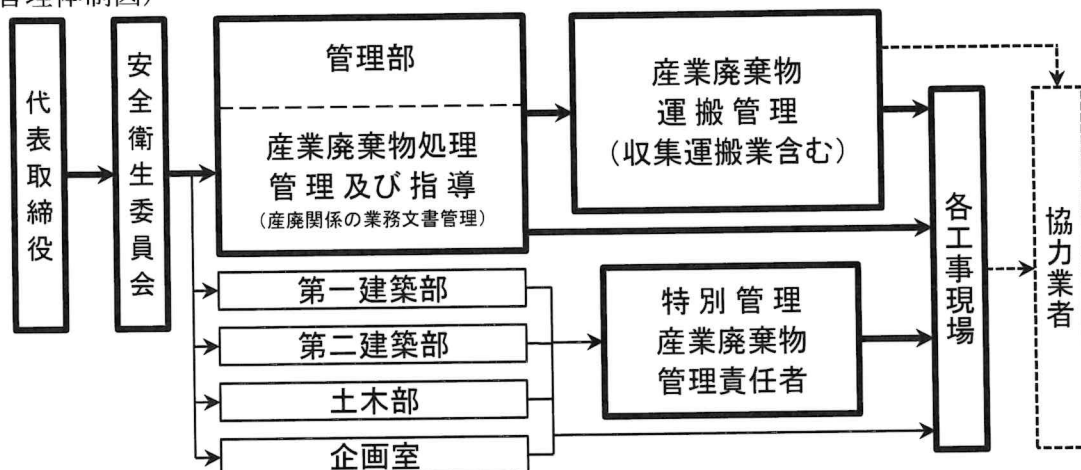 管理体制図）
代表取締役
安全衛生委員会
管理部
産業廃棄物処理
管理及び指導
(産廃関係の業務文書管理)
産業廃棄物
運搬管理
(収集運搬業含む)
第一建築部
第二建築部
土木部
企画室
特別管理
産業廃棄物
管理責任者
各工事現場
協力業者